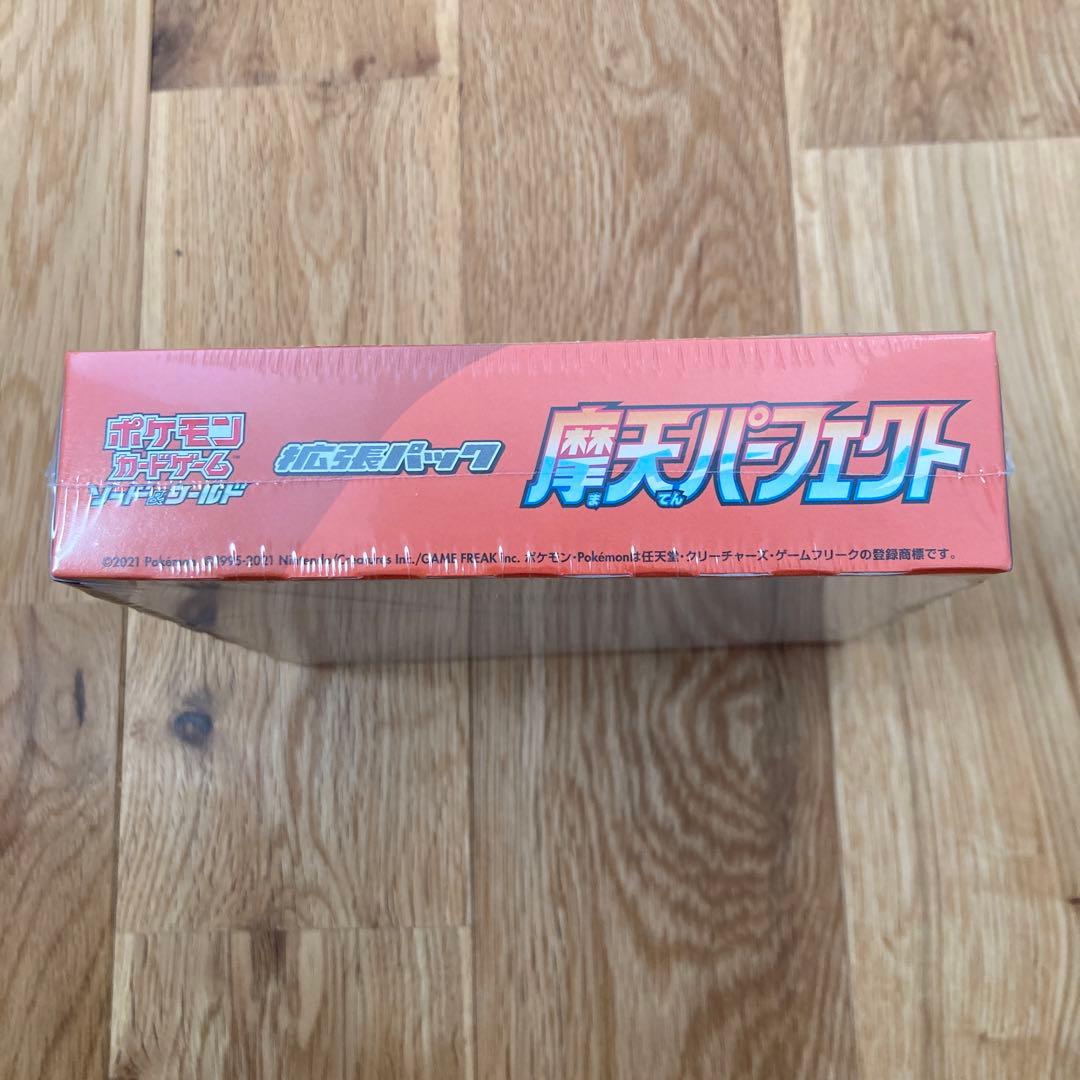 ポケモン
カードゲーム
ソード&シールド
拡張パック
摩天パーフェクト
ま てん
©2021 Pokémon. ©1995-2021 Nintendo/Creatures Inc./GAME FREAK inc. ポケモン・Pokémonは任天堂・クリーチャーズ・ゲームフリークの登録商標です。